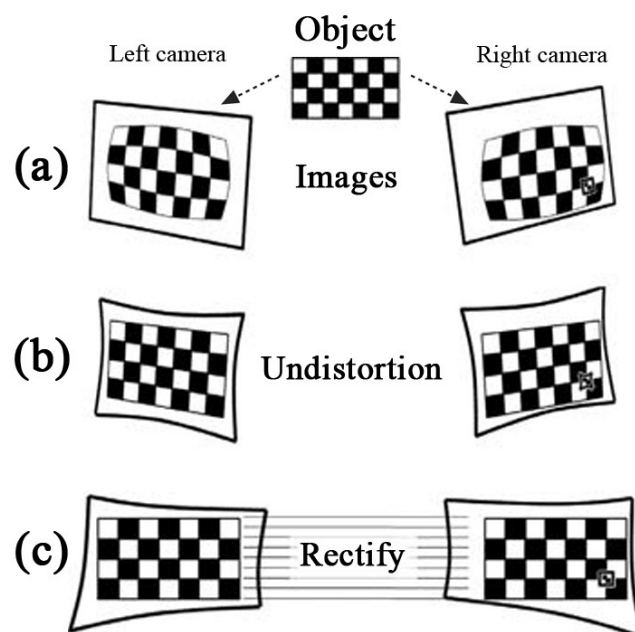 Object
Left camera
Right camera
(a)
Images
(b)
Undistortion
(c)
Rectify